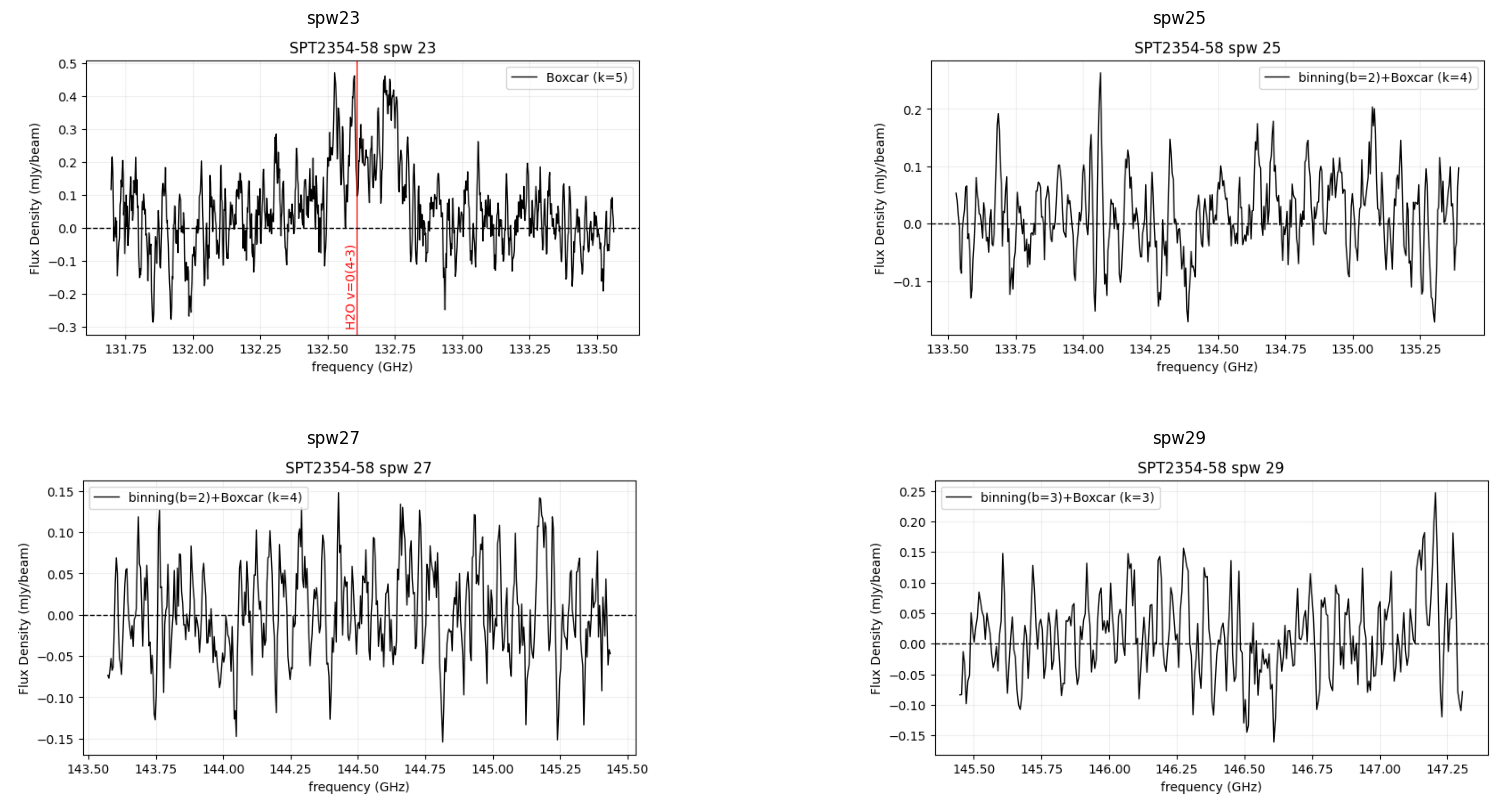 spw23
SPT2354-58 spw 23
Boxcar (k=5)
0.5
0.4
0.3
0.2
0.1
0.0
−0.1
−0.2
−0.3
Flux Density (mJy/beam)
H2O v=0(4-3)
131.75 132.00 132.25 132.50 132.75 133.00 133.25 133.50
frequency (GHz)
spw25
SPT2354-58 spw 25
binning(b=2)+Boxcar (k=4)
0.2
0.1
0.0
−0.1
Flux Density (mJy/beam)
133.50 133.75 134.00 134.25 134.50 134.75 135.00 135.25
frequency (GHz)
spw27
SPT2354-58 spw 27
binning(b=2)+Boxcar (k=4)
0.15
0.10
0.05
0.00
−0.05
−0.10
−0.15
Flux Density (mJy/beam)
143.50 143.75 144.00 144.25 144.50 144.75 145.00 145.25 145.50
frequency (GHz)
spw29
SPT2354-58 spw 29
binning(b=3)+Boxcar (k=3)
0.25
0.20
0.15
0.10
0.05
0.00
−0.05
−0.10
−0.15
Flux Density (mJy/beam)
145.50 145.75 146.00 146.25 146.50 146.75 147.00 147.25
frequency (GHz)